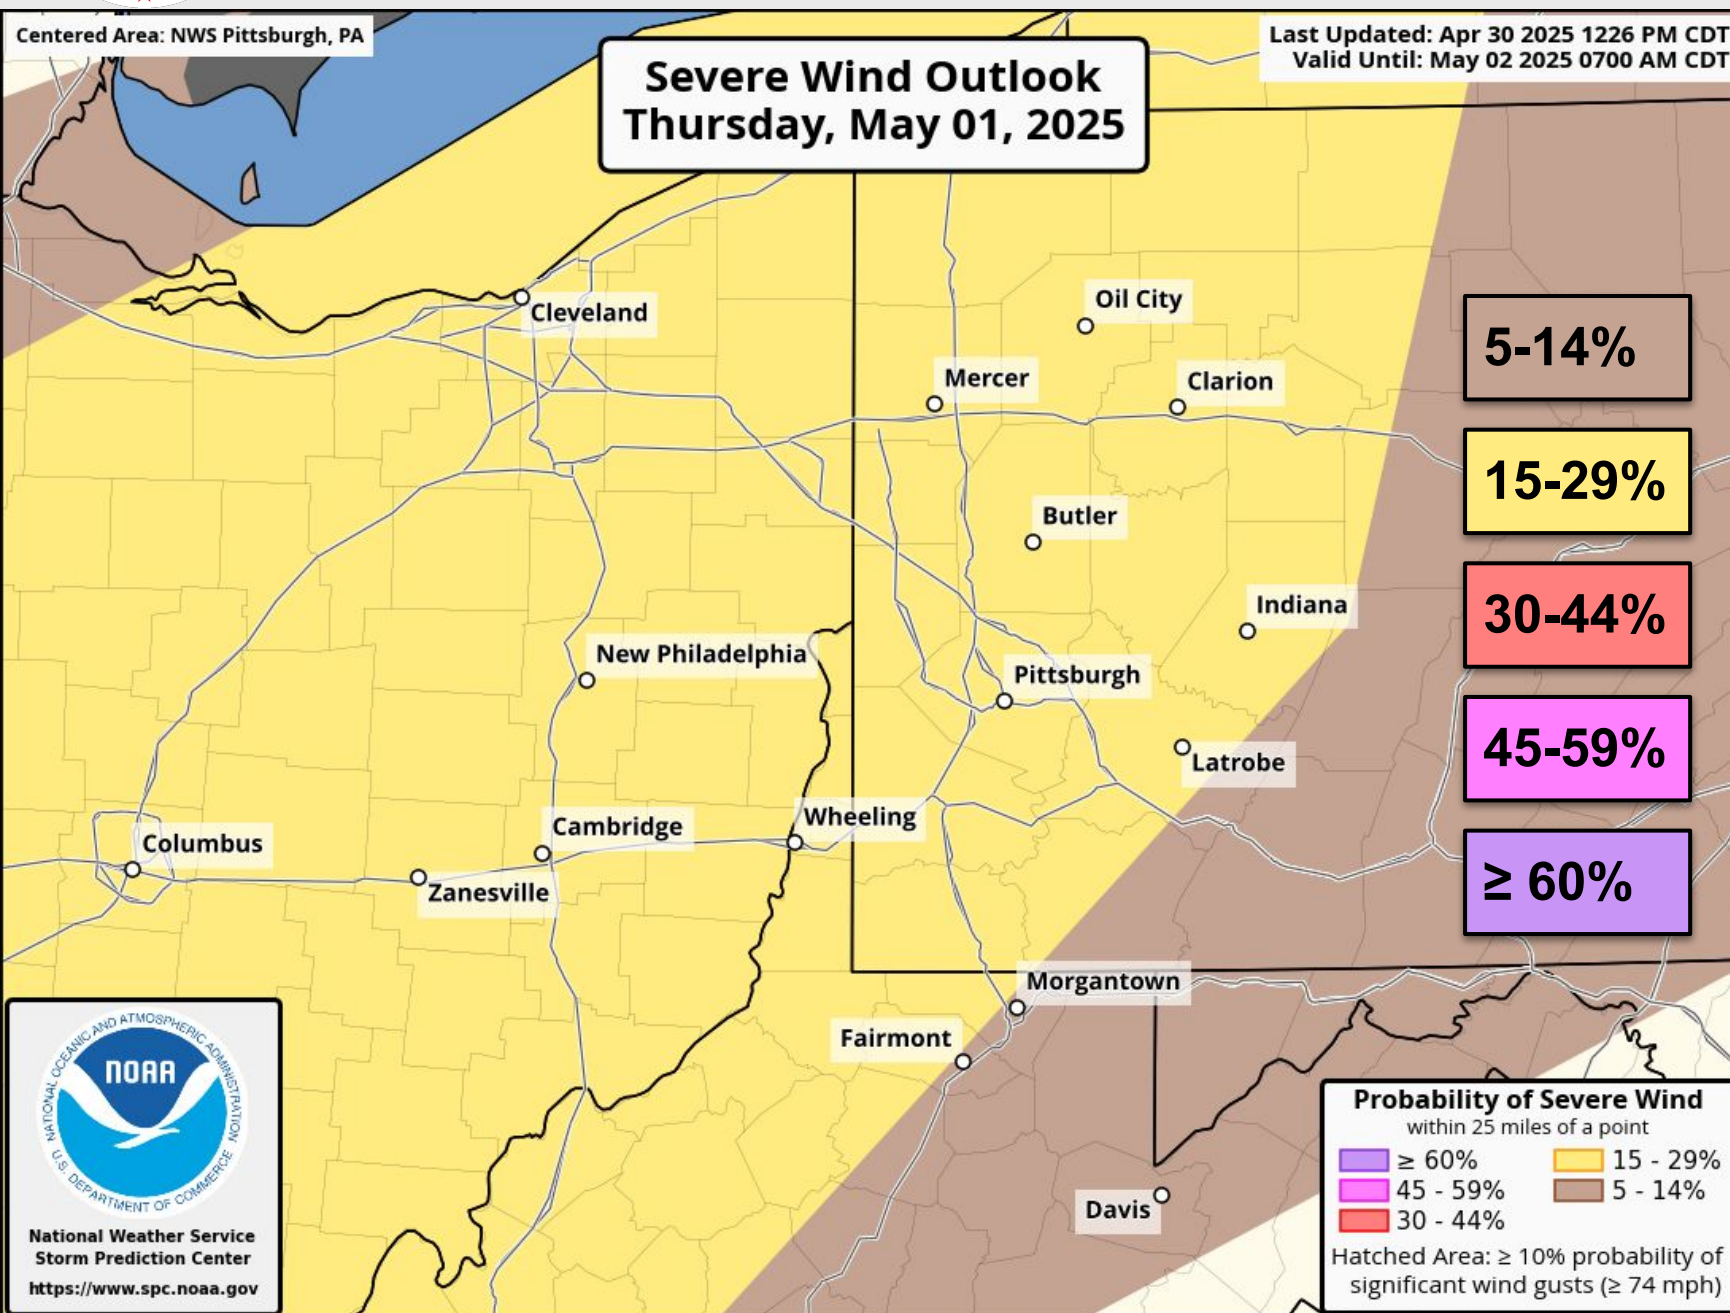 Centered Area: NWS Pittsburgh, PA
Last Updated: Apr 30 2025 1226 PM CDT
Valid Until: May 02 2025 0700 AM CDT
Severe Wind Outlook
Thursday, May 01, 2025
Cleveland
Oil City
Mercer
Clarion
Butler
Indiana
New Philadelphia
Pittsburgh
Latrobe
Wheeling
Cambridge
Columbus
Zanesville
Morgantown
Fairmont
Davis
5-14%
15-29%
30-44%
45-59%
≥ 60%
NATIONAL OCEANIC AND ATMOSPHERIC ADMINISTRATION
NOAA
U.S. DEPARTMENT OF COMMERCE
National Weather Service
Storm Prediction Center
https://www.spc.noaa.gov
Probability of Severe Wind
within 25 miles of a point
≥ 60% 15 - 29%
45 - 59% 5 - 14%
30 - 44%
Hatched Area: ≥ 10% probability of
significant wind gusts (≥ 74 mph)